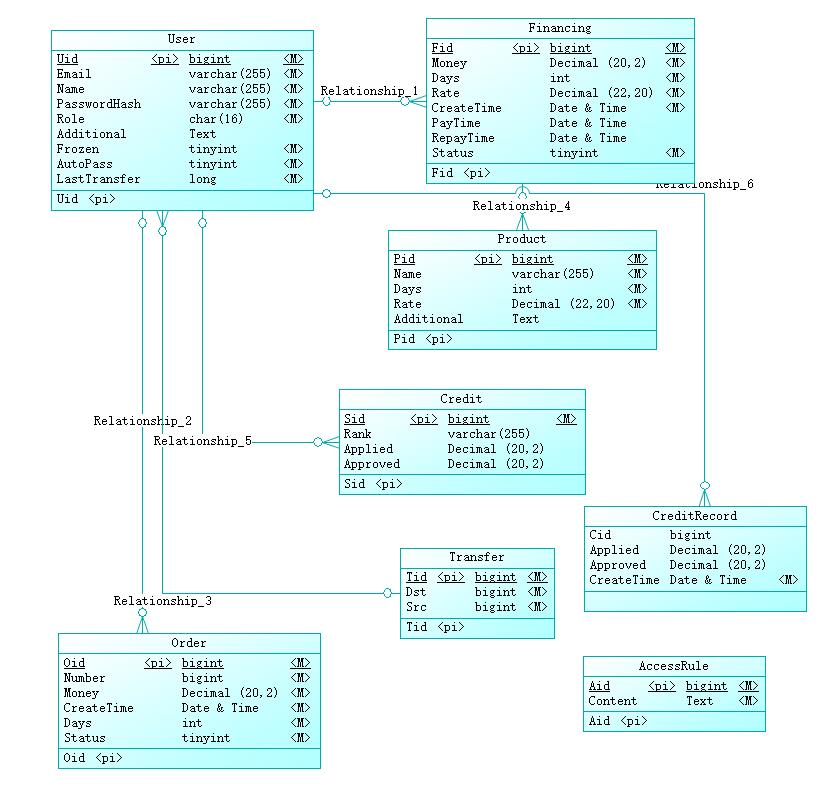 User
Uid <pi> bigint <M>
Email varchar(255) <M>
Name varchar(255) <M>
PasswordHash varchar(255) <M>
Role char(16) <M>
Additional Text
Frozen tinyint <M>
AutoPass tinyint <M>
LastTransfer long <M>
Uid <pi>
Relationship_1
Financing
Fid <pi> bigint <M>
Money Decimal (20,2) <M>
Days int <M>
Rate Decimal (22,20) <M>
CreateTime Date & Time <M>
PayTime Date & Time
RepayTime Date & Time
Status tinyint <M>
Fid <pi>
Relationship_6
Relationship_4
Product
Pid <pi> bigint <M>
Name varchar(255) <M>
Days int <M>
Rate Decimal (22,20) <M>
Additional Text
Pid <pi>
Relationship_2
Relationship_5
Credit
Sid <pi> bigint <M>
Rank varchar(255)
Applied Decimal (20,2)
Approved Decimal (20,2)
Sid <pi>
CreditRecord
Cid bigint
Applied Decimal (20,2)
Approved Decimal (20,2)
CreateTime Date & Time <M>
Transfer
Tid <pi> bigint <M>
Dst bigint <M>
Src bigint <M>
Tid <pi>
Relationship_3
Order
Oid <pi> bigint <M>
Number bigint <M>
Money Decimal (20,2) <M>
CreateTime Date & Time <M>
Days int <M>
Status tinyint <M>
Oid <pi>
AccessRule
Aid <pi> bigint <M>
Content Text <M>
Aid <pi>